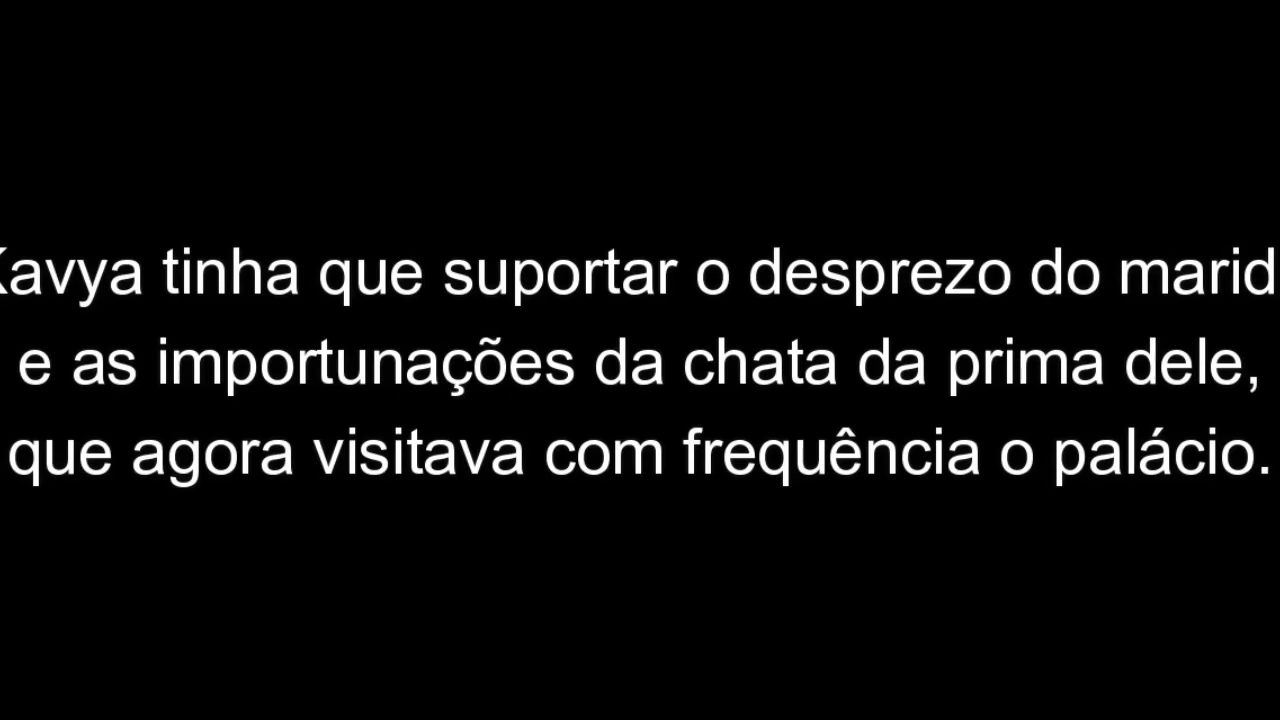 Kavya tinha que suportar o desprezo do marid
e as importunações da chata da prima dele,
que agora visitava com frequência o palácio.